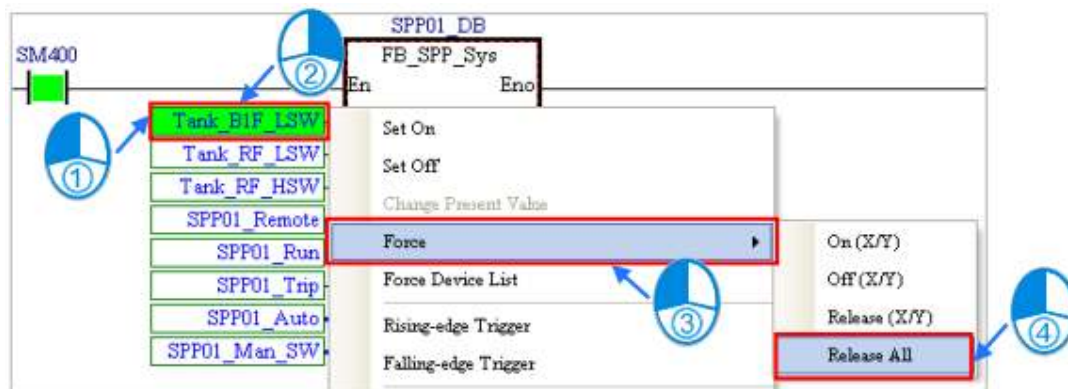 SPP01_DB
SM400
FB_SPP_Sys
En Eno
①
②
Tank_B1F_LSW
Tank_RF_LSW
Tank_RF_HSW
SPP01_Remote
SPP01_Run
SPP01_Trip
SPP01_Auto
SPP01_Man_SW
Set On
Set Off
Change Present Value
Force
Force Device List
Rising-edge Trigger
Falling-edge Trigger
③
On (X/Y)
Off (X/Y)
Release (X/Y)
Release All
④